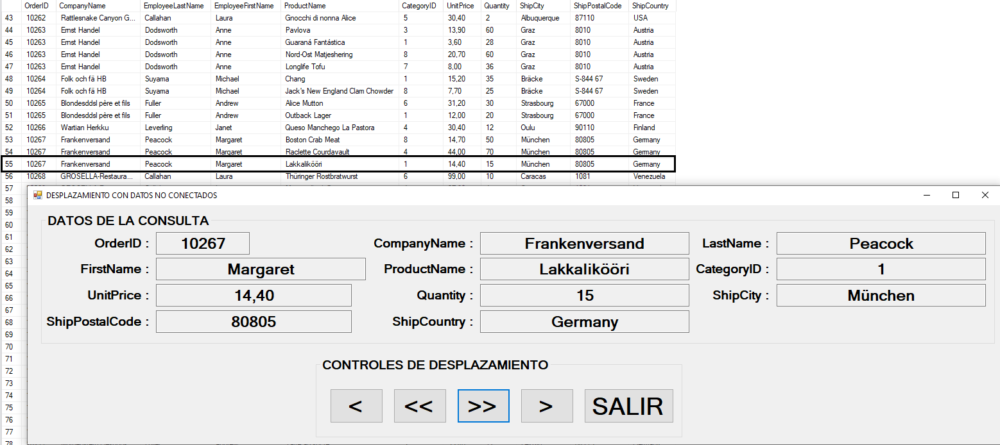 OrderID CompanyName EmployeeLastName EmployeeFirstName ProductName CategoryID UnitPrice Quantity ShipCity ShipPostalCode ShipCountry
43 10262 Rattlesnake Canyon G... Callahan Laura Gnocchi di nonna Alice 5 30,40 2 Albuquerque 87110 USA
44 10263 Ernst Handel Dodsworth Anne Pavlova 3 13,90 60 Graz 8010 Austria
45 10263 Ernst Handel Dodsworth Anne Guaraná Fantástica 1 3,60 28 Graz 8010 Austria
46 10263 Ernst Handel Dodsworth Anne Nord-Ost Matjeshering 8 20,70 60 Graz 8010 Austria
47 10263 Ernst Handel Dodsworth Anne Longlife Tofu 7 8,00 36 Graz 8010 Austria
48 10264 Folk och fä HB Suyama Michael Chang 1 15,20 35 Bräcke S-844 67 Sweden
49 10264 Folk och fä HB Suyama Michael Jack's New England Clam Chowder 8 7,70 25 Bräcke S-844 67 Sweden
50 10265 Blondesddsl père et fils Fuller Andrew Alice Mutton 6 31,20 30 Strasbourg 67000 France
51 10265 Blondesddsl père et fils Fuller Andrew Outback Lager 1 12,00 20 Strasbourg 67000 France
52 10266 Wartian Herkku Leverling Janet Queso Manchego La Pastora 4 30,40 12 Oulu 90110 Finland
53 10267 Frankenversand Peacock Margaret Boston Crab Meat 8 14,70 50 München 80805 Germany
54 10267 Frankenversand Peacock Margaret Raclette Courdavault 4 44,00 70 München 80805 Germany
55 10267 Frankenversand Peacock Margaret Lakkalikööri 1 14,40 15 München 80805 Germany
56 10268 GROSELLA-Restaura... Callahan Laura Thüringer Rostbratwurst 6 99,00 10 Caracas 1081 Venezuela
57
58
59
60
61
62
63
64
65
66
67
68
69
70
71
72
73
74
75
76
77
78
DESPLAZAMIENTO CON DATOS NO CONECTADOS
DATOS DE LA CONSULTA
OrderID : 10267 CompanyName : Frankenversand LastName : Peacock
FirstName : Margaret ProductName : Lakkalikööri CategoryID : 1
UnitPrice : 14,40 Quantity : 15 ShipCity : München
ShipPostalCode : 80805 ShipCountry : Germany
CONTROLES DE DESPLAZAMIENTO
< << >> > SALIR